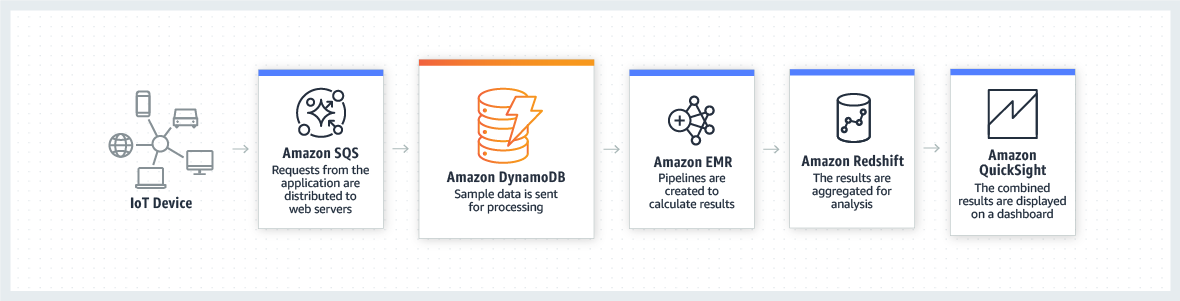 IoT Device
Amazon SQS
Requests from the
application are
distributed to
web servers
Amazon DynamoDB
Sample data is sent
for processing
Amazon EMR
Pipelines are
created to
calculate results
Amazon Redshift
The results are
aggregated for
analysis
Amazon
QuickSight
The combined
results are displayed
on a dashboard